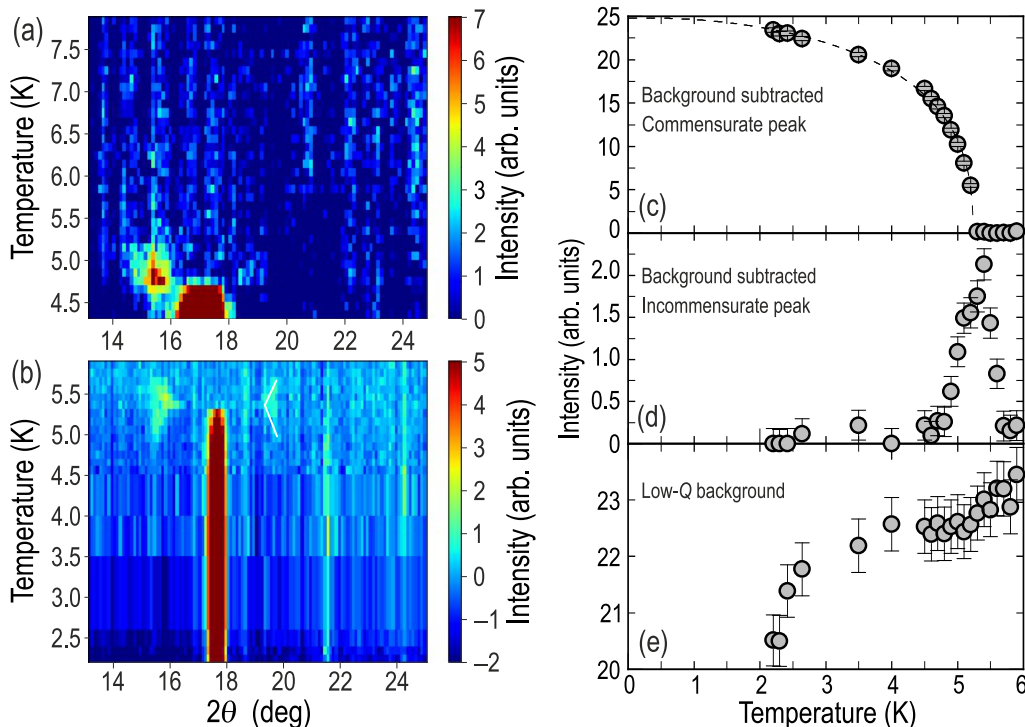 (a)
Temperature (K)
7.5
7.0
6.5
6.0
5.5
5.0
4.5
14 16 18 20 22 24
7
6
5
4
3
2
1
0
Intensity (arb. units)
(b)
Temperature (K)
5.5
5.0
4.5
4.0
3.5
3.0
2.5
14 16 18 20 22 24
2θ (deg)
5
4
3
2
1
0
−1
−2
Intensity (arb. units)
Intensity (arb. units)
25
20
15
10
5
0
Background subtracted
Commensurate peak
(c)
2.0
1.5
1.0
0.5
0
Background subtracted
Incommensurate peak
(d)
23
22
21
20
Low-Q background
(e)
0 1 2 3 4 5 6
Temperature (K)